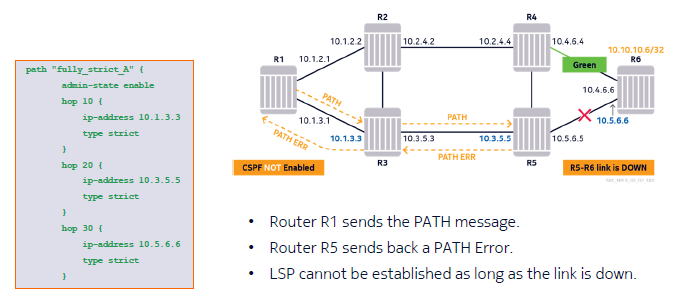 path "fully_strict_A" {
admin-state enable
hop 10 {
ip-address 10.1.3.3
type strict
}
hop 20 {
ip-address 10.3.5.5
type strict
}
hop 30 {
ip-address 10.5.6.6
type strict
}
R2
R4
10.1.2.2
10.2.4.2
10.2.4.4
10.4.6.4
10.10.10.6/32
R1
10.1.2.1
Green
R6
PATH
10.4.6.6
10.1.3.1
PATH
10.5.6.6
PATH ERR
10.1.3.3
10.3.5.3
10.3.5.5
10.5.6.5
PATH ERR
CSPF NOT Enabled
R3
R5
R5-R6 link is DOWN
• Router R1 sends the PATH message.
• Router R5 sends back a PATH Error.
• LSP cannot be established as long as the link is down.